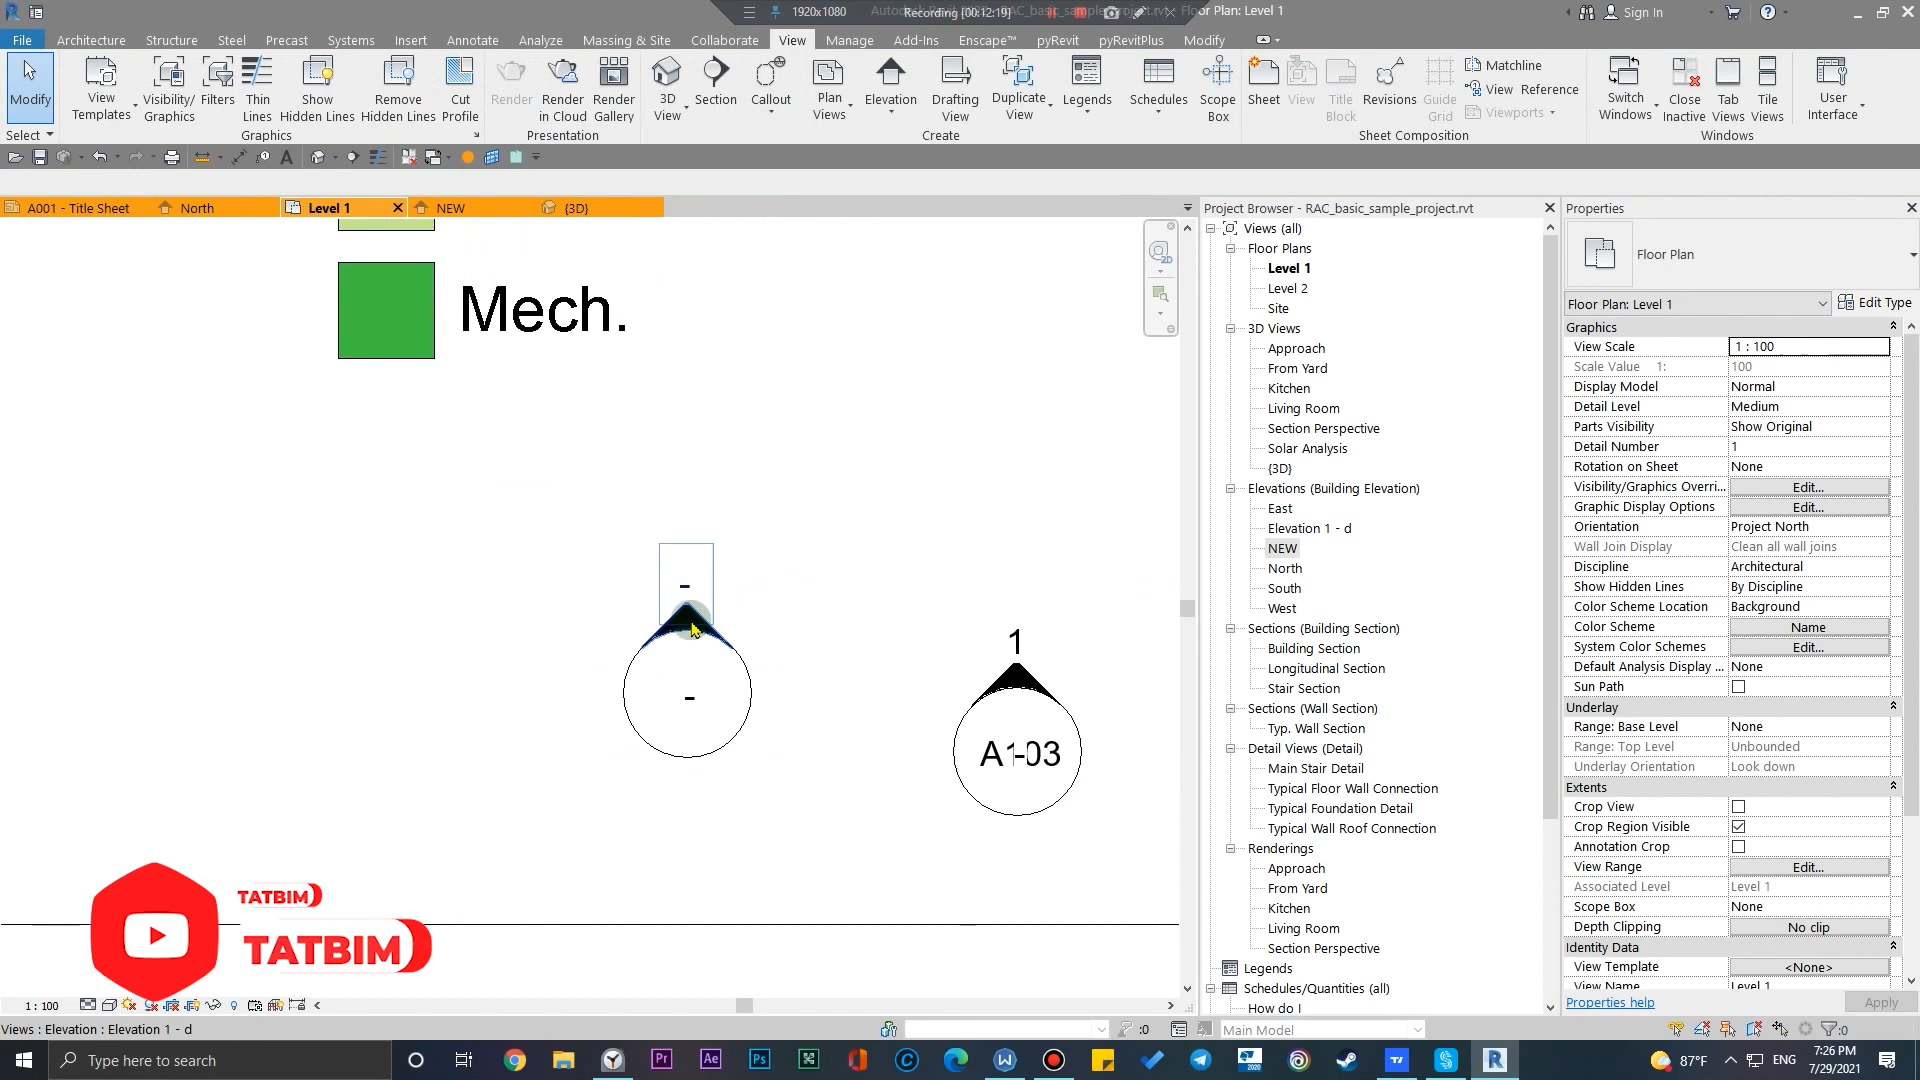 1920x1080
Recording [00:12:19]
Floor Plan: Level 1
Sign In
File Architecture Structure Steel Precast Systems Insert Annotate Analyze Massing & Site Collaborate View Manage Add-Ins Enscape™ pyRevit pyRevitPlus Modify
Modify
View Templates
Visibility/ Graphics
Filters
Thin Lines
Show Hidden Lines
Remove Hidden Lines
Cut Profile
Render
Render in Cloud
Render Gallery
3D View
Section
Callout
Plan Views
Elevation
Drafting View
Duplicate View
Legends
Schedules
Scope Box
Sheet
View
Title Block
Revisions
Guide Grid
Matchline
View Reference
Viewports
Switch Windows
Close Inactive
Tab Views
Tile Views
User Interface
Select
Graphics
Presentation
Create
Sheet Composition
Windows
A001 - Title Sheet
North
Level 1
NEW
{3D}
Mech.
-
-
1
A1-03
TATBIM
TATBIM
1 : 100
Project Browser - RAC_basic_sample_project.rvt
Views (all)
Floor Plans
Level 1
Level 2
Site
3D Views
Approach
From Yard
Kitchen
Living Room
Section Perspective
Solar Analysis
{3D}
Elevations (Building Elevation)
East
Elevation 1 - d
NEW
North
South
West
Sections (Building Section)
Building Section
Longitudinal Section
Stair Section
Sections (Wall Section)
Typ. Wall Section
Detail Views (Detail)
Main Stair Detail
Typical Floor Wall Connection
Typical Foundation Detail
Typical Wall Roof Connection
Renderings
Approach
From Yard
Kitchen
Living Room
Section Perspective
Legends
Schedules/Quantities (all)
How do I
Properties
Floor Plan
Floor Plan: Level 1
Edit Type
Graphics
View Scale 1 : 100
Scale Value 1: 100
Display Model Normal
Detail Level Medium
Parts Visibility Show Original
Detail Number 1
Rotation on Sheet None
Visibility/Graphics Overri... Edit...
Graphic Display Options Edit...
Orientation Project North
Wall Join Display Clean all wall joins
Discipline Architectural
Show Hidden Lines By Discipline
Color Scheme Location Background
Color Scheme Name
System Color Schemes Edit...
Default Analysis Display ... None
Sun Path
Underlay
Range: Base Level None
Range: Top Level Unbounded
Underlay Orientation Look down
Extents
Crop View
Crop Region Visible
Annotation Crop
View Range Edit...
Associated Level Level 1
Scope Box None
Depth Clipping No clip
Identity Data
View Template <None>
View Name Level 1
Properties help
Apply
Views : Elevation : Elevation 1 - d
:0
Main Model
:0
Type here to search
87°F
ENG
7:26 PM
7/29/2021